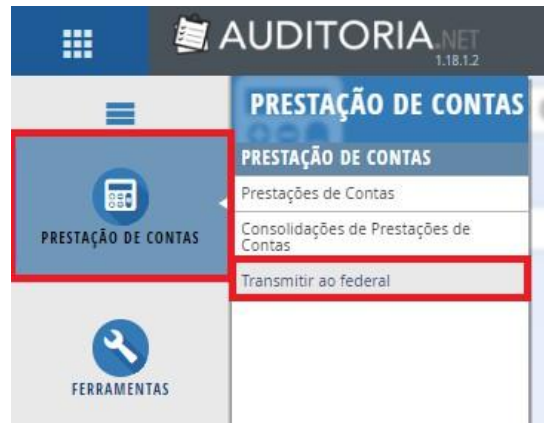 AUDITORIA.NET
1.18.1.2
PRESTAÇÃO DE CONTAS
PRESTAÇÃO DE CONTAS
Prestações de Contas
Consolidações de Prestações de
Contas
Transmitir ao federal
PRESTAÇÃO DE CONTAS
FERRAMENTAS